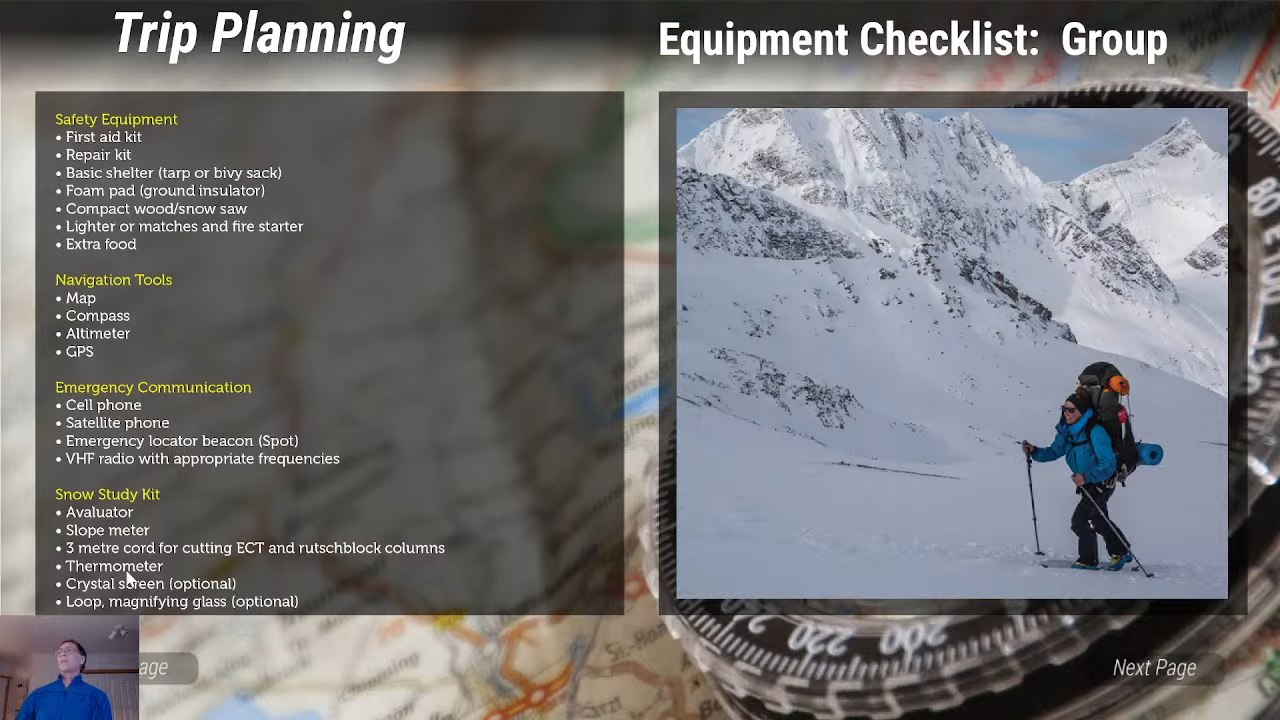 Trip Planning
Equipment Checklist: Group
Safety Equipment
• First aid kit
• Repair kit
• Basic shelter (tarp or bivy sack)
• Foam pad (ground insulator)
• Compact wood/snow saw
• Lighter or matches and fire starter
• Extra food
Navigation Tools
• Map
• Compass
• Altimeter
• GPS
Emergency Communication
• Cell phone
• Satellite phone
• Emergency locator beacon (Spot)
• VHF radio with appropriate frequencies
Snow Study Kit
• Avaluator
• Slope meter
• 3 metre cord for cutting ECT and rutschblock columns
• Thermometer
• Crystal screen (optional)
• Loop, magnifying glass (optional)
age
Next Page
80
220
200